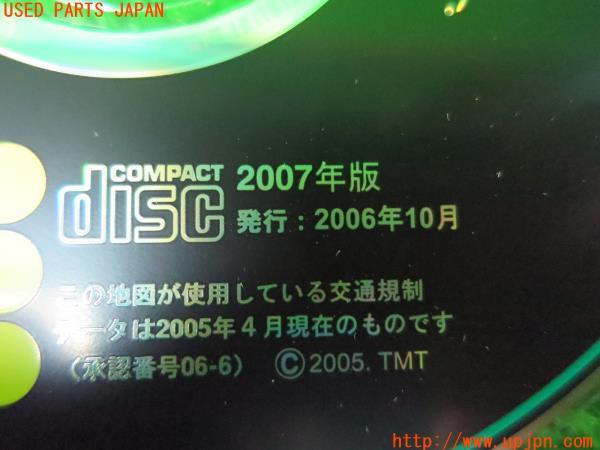 USED PARTS JAPAN
COMPACT
disc
2007年版
発行：2006年10月
この地図が使用している交通規制
データは2005年4月現在のものです
（承認番号06-6） ©2005. TMT
http://www.upjpn.com/